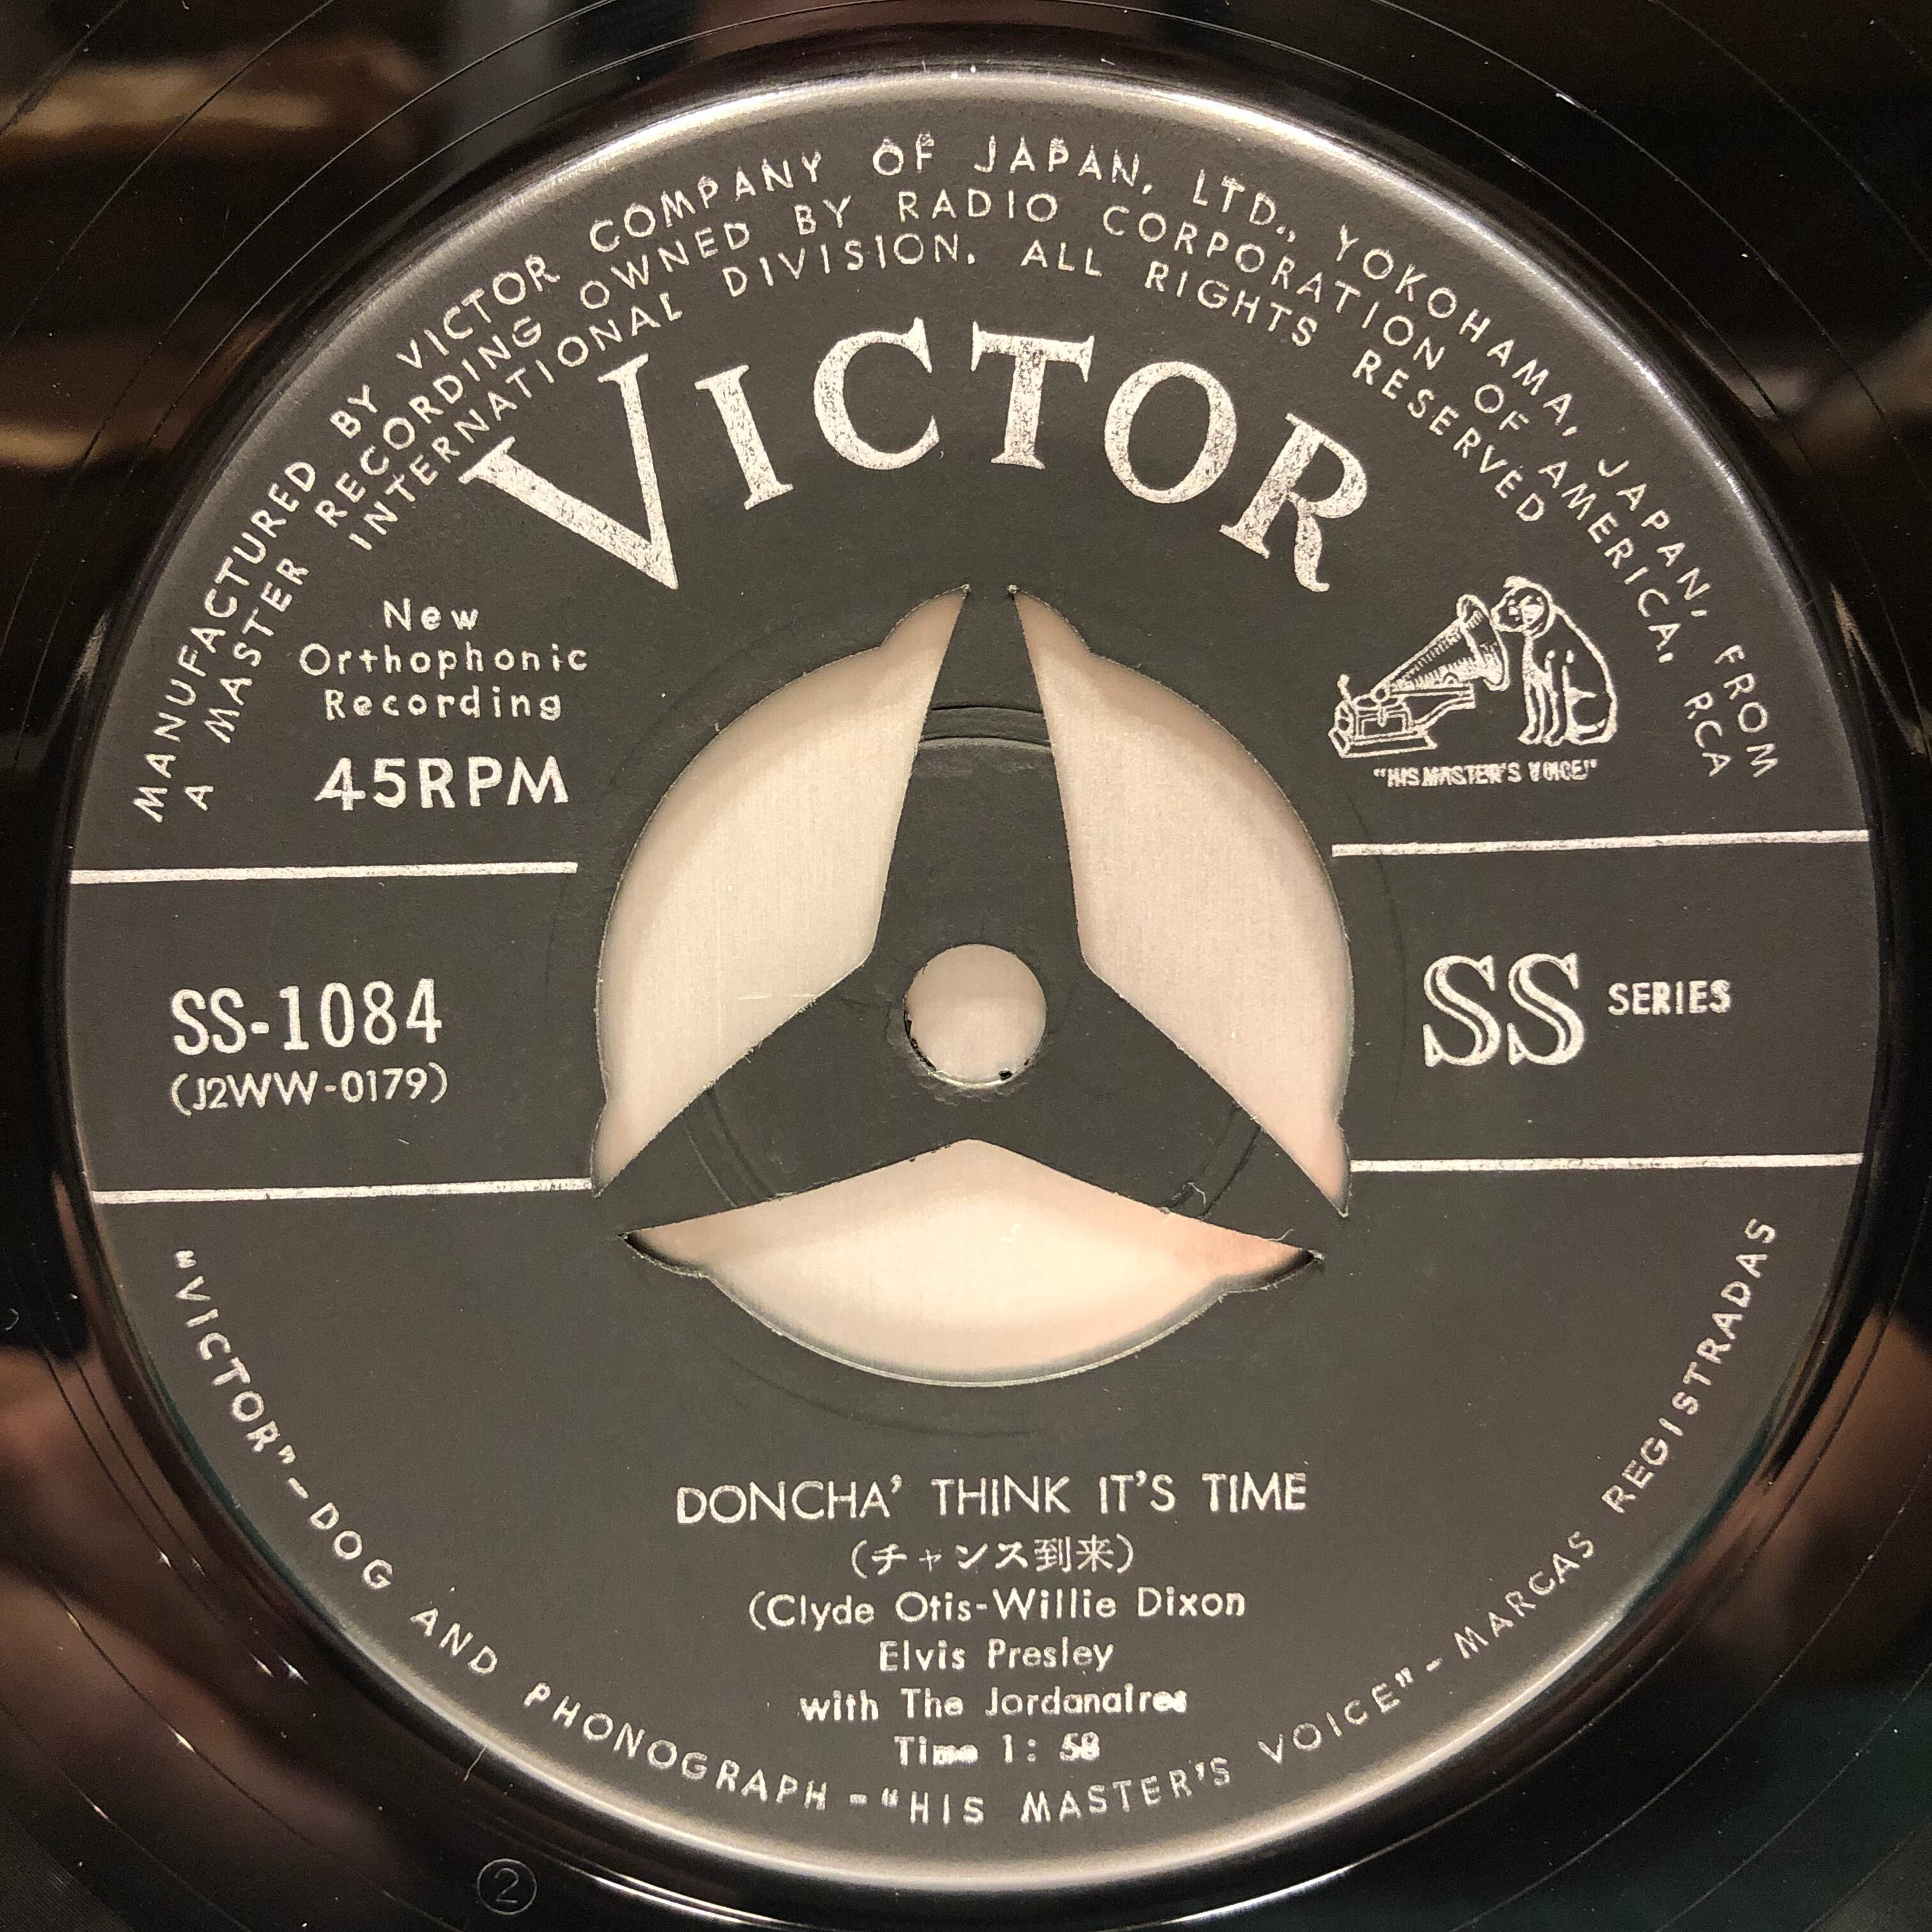 MANUFACTURED BY VICTOR COMPANY OF JAPAN, LTD., YOKOHAMA, JAPAN, FROM
A MASTER RECORDING OWNED BY RADIO CORPORATION OF AMERICA, RCA
INTERNATIONAL DIVISION. ALL RIGHTS RESERVED
VICTOR
New
Orthophonic
Recording
45RPM
"HIS MASTER'S VOICE"
SS-1084
(J2WW-0179)
SS SERIES
DONCHA' THINK IT'S TIME
(チャンス到来)
(Clyde Otis-Willie Dixon
Elvis Presley
with The Jordanaires
Time 1: 58
"VICTOR"-DOG AND PHONOGRAPH-"HIS MASTER'S VOICE"-MARCAS REGISTRADAS
2